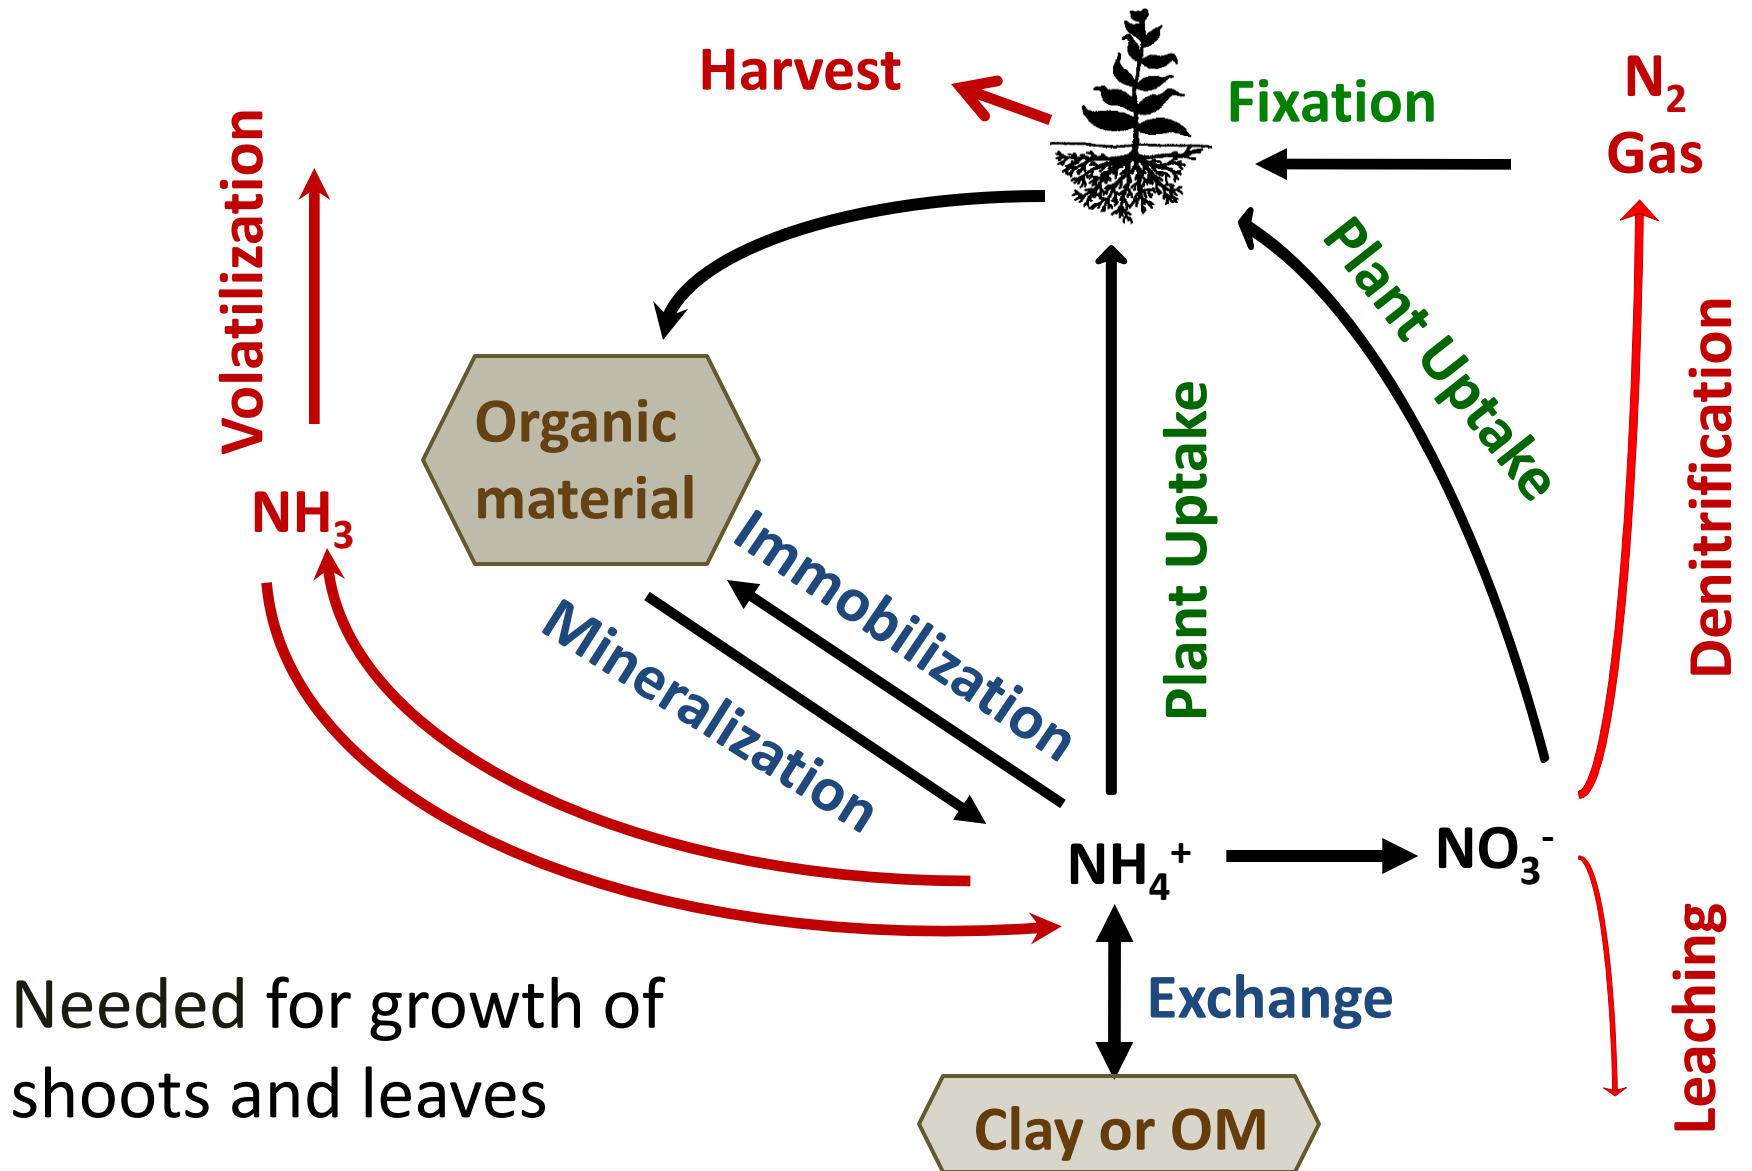 Harvest
Fixation
N₂
Gas
Volatilization
Plant Uptake
Denitrification
Organic
material
Plant Uptake
NH₃
Immobilization
Mineralization
NH₄⁺
NO₃⁻
Leaching
Needed for growth of
shoots and leaves
Exchange
Clay or OM